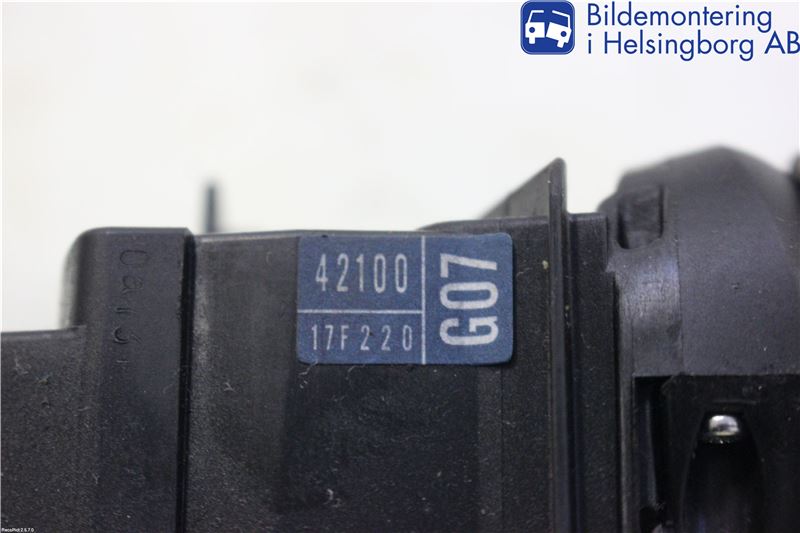 Bildemontering
i Helsingborg AB
42100
17F220
G07